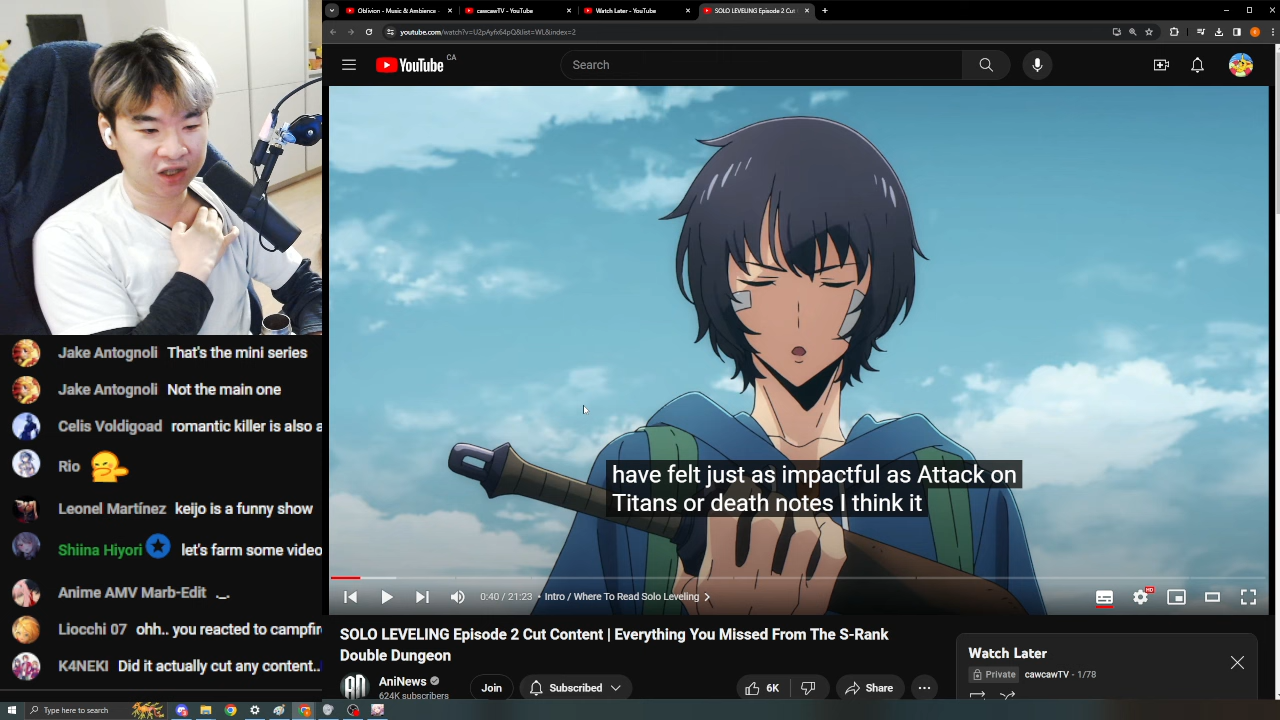 Oblivion - Music & Ambience -
cawcawTV - YouTube
Watch Later - YouTube
SOLO LEVELING Episode 2 Cut
youtube.com/watch?v=U2pAyfx64pQ&list=WL&index=2
YouTube CA
Search
have felt just as impactful as Attack on
Titans or death notes I think it
0:40 / 21:23 • Intro / Where To Read Solo Leveling
HD
SOLO LEVELING Episode 2 Cut Content | Everything You Missed From The S-Rank
Double Dungeon
AniNews
624K subscribers
Join
Subscribed
6K
Share
Watch Later
Private cawcawTV - 1/78
Jake Antognoli That's the mini series
Jake Antognoli Not the main one
Celis Voldigoad romantic killer is also a
Rio
Leonel Martínez keijo is a funny show
Shiina Hiyori let's farm some video
Anime AMV Marb-Edit ._.
Liocchi 07 ohh.. you reacted to campfir
K4NEKI Did it actually cut any content..
Type here to search